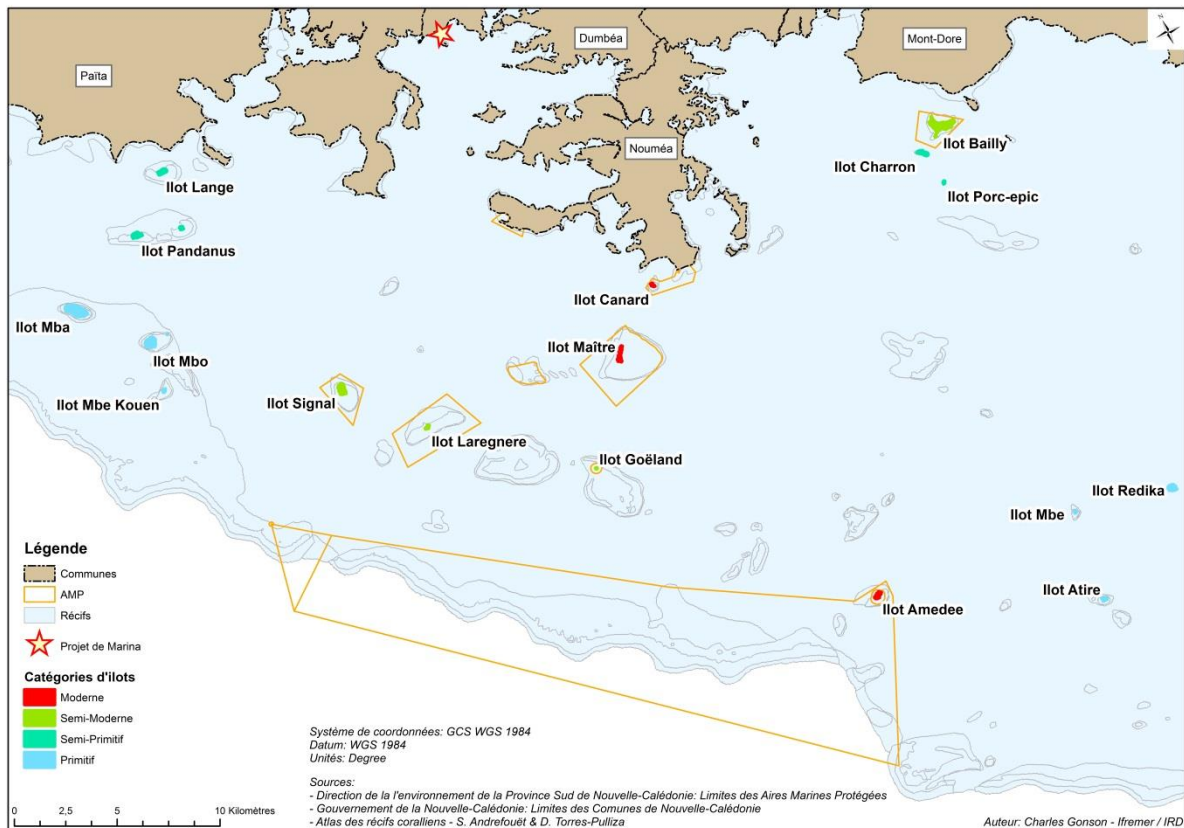 Païta
Dumbéa
Mont-Dore
N
Nouméa
Ilot Bailly
Ilot Charron
Ilot Lange
Ilot Porc-epic
Ilot Pandanus
Ilot Canard
Ilot Mba
Ilot Maître
Ilot Mbo
Ilot Mbe Kouen
Ilot Signal
Ilot Laregnere
Ilot Goëland
Ilot Redika
Ilot Mbe
Ilot Atire
Ilot Amedee
Légende
Communes
AMP
Récifs
Projet de Marina
Catégories d'ilots
Moderne
Semi-Moderne
Semi-Primitif
Primitif
0 2,5 5 10 Kilomètres
Système de coordonnées: GCS WGS 1984
Datum: WGS 1984
Unités: Degree
Sources:
- Direction de la l'environnement de la Province Sud de Nouvelle-Calédonie: Limites des Aires Marines Protégées
- Gouvernement de la Nouvelle-Calédonie: Limites des Comunes de Nouvelle-Calédonie
- Atlas des récifs coralliens - S. Andrefouët & D. Torres-Pulliza
Auteur: Charles Gonson - Ifremer / IRD